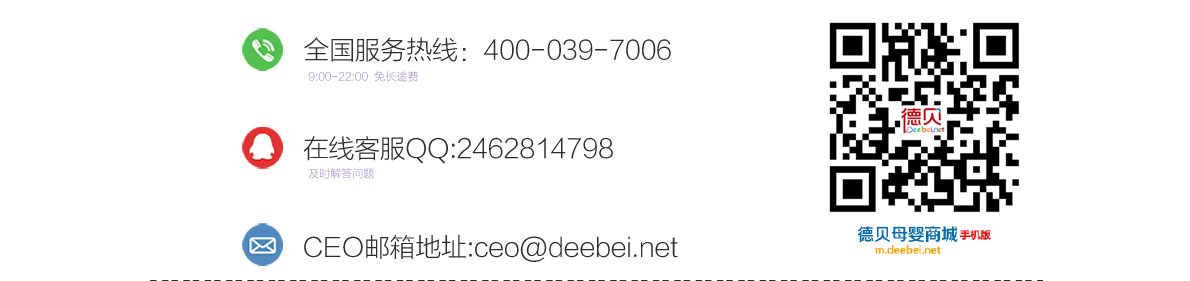 全国服务热线：400-039-7006
9:00-22:00 免长途费
在线客服QQ:2462814798
及时解答问题
CEO邮箱地址:ceo@deebei.net
德贝
Deebei.net
德贝母婴商城 手机版
m.deebei.net